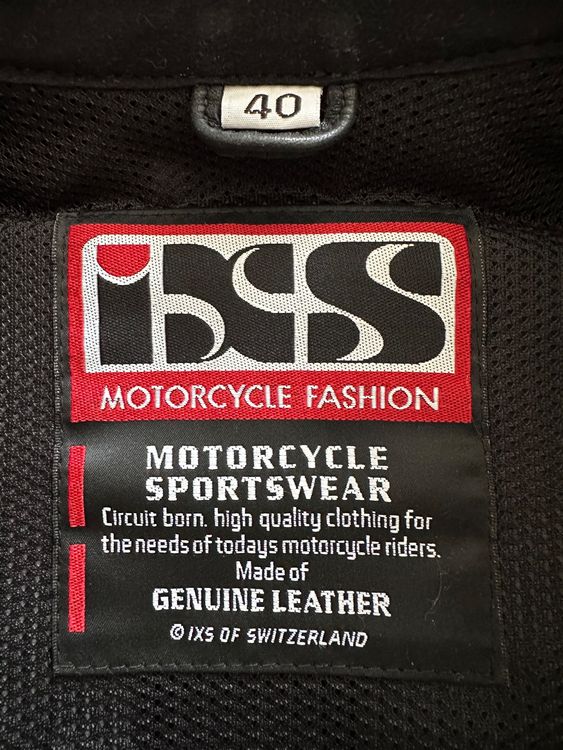 40
iXS
MOTORCYCLE FASHION
MOTORCYCLE
SPORTSWEAR
Circuit born. high quality clothing for
the needs of todays motorcycle riders.
Made of
GENUINE LEATHER
© IXS OF SWITZERLAND